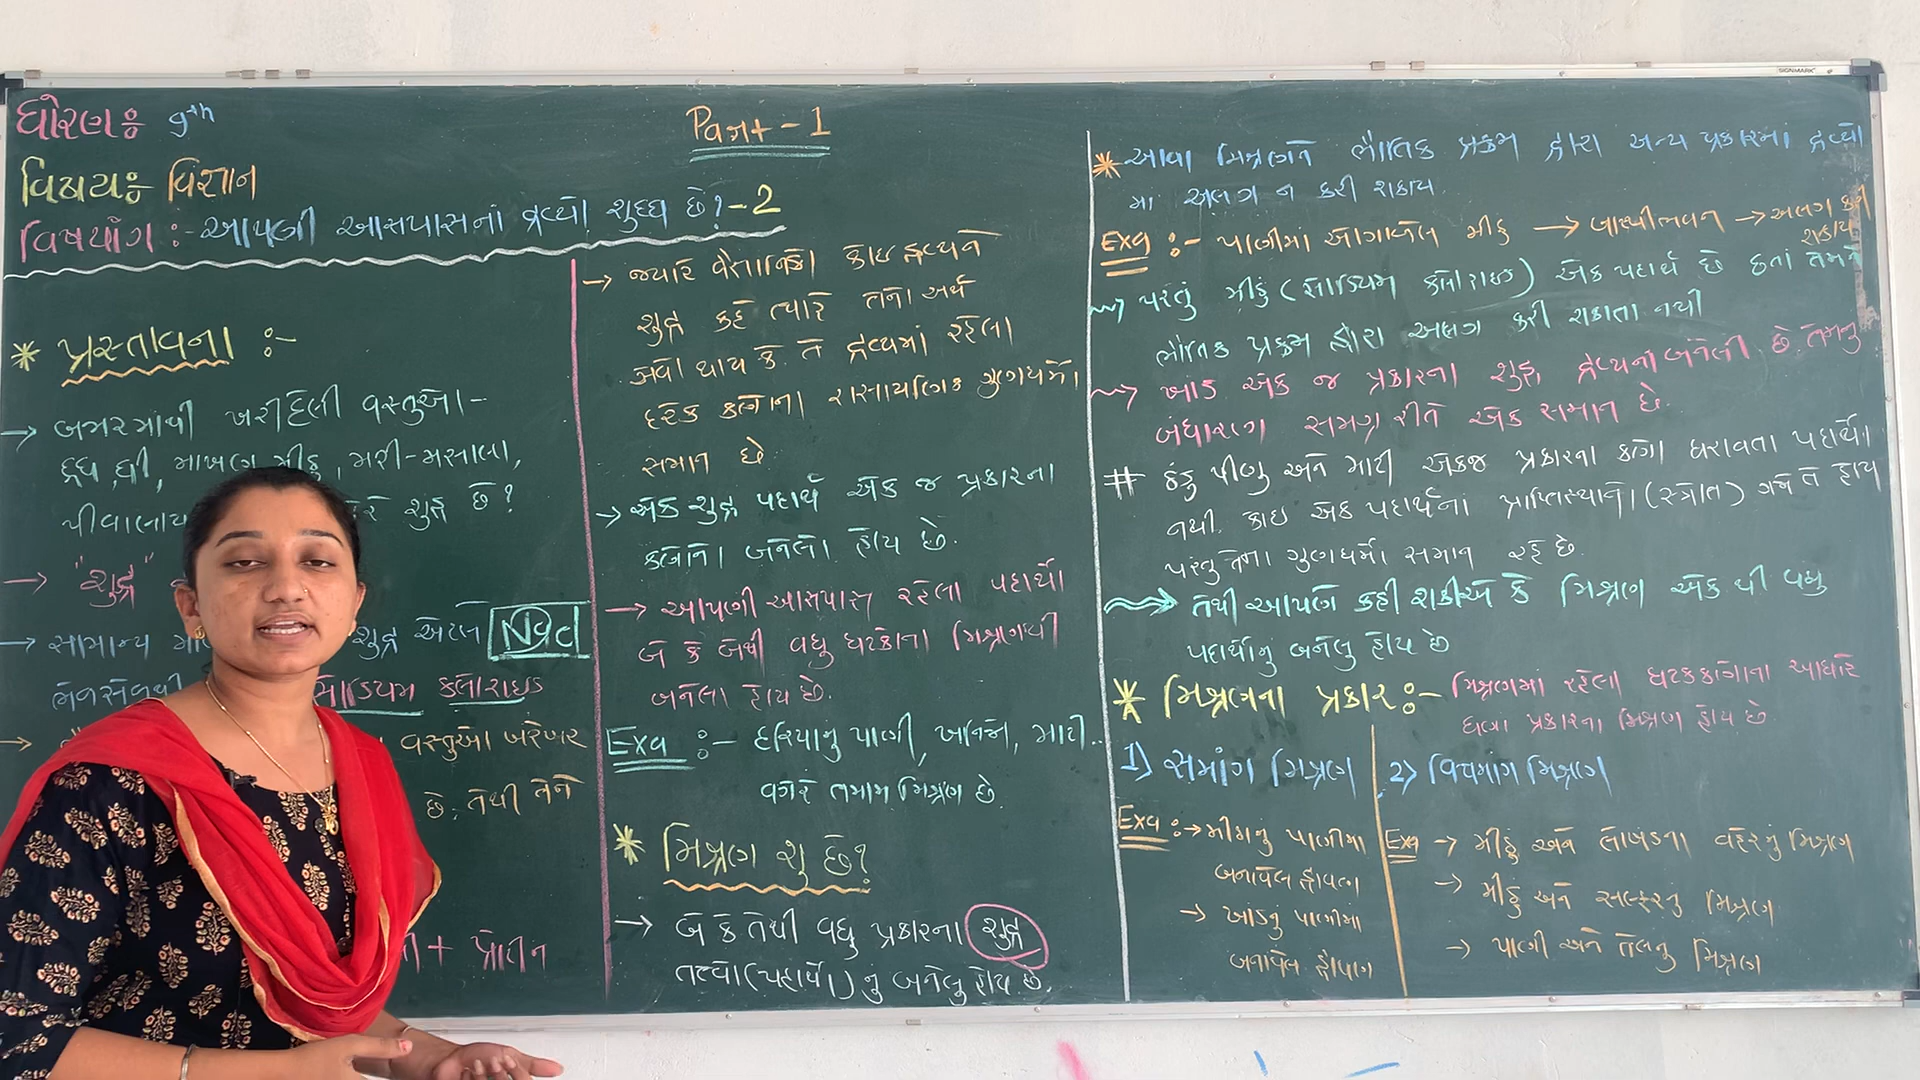 ધોરણઃ 9th
Part-1
વિષયઃ- વિજ્ઞાન
વિષયાંગઃ- આપણી આસપાસનાં દ્રવ્યો શુદ્ધ છે?-2
* પ્રસ્તાવના :-
→ બજારમાંથી ખરીદેલી વસ્તુઓ-
દૂધ, ઘી, માખણ, મીઠુ, મરી-મસાલા,
શુદ્ધ છે?
→ "શુદ્ધ"
→ સામાન્ય શુદ્ધ એટલે
ભેળસેળથી સોડિયમ ક્લોરાઇડ
→ વસ્તુઓ ખરેખર
છે. તેથી તેને
+ પ્રોટીન
→ જ્યારે વૈજ્ઞાનિકો કોઇ દ્રવ્યને
શુદ્ધ કહે ત્યારે તેનો અર્થ
એવો થાય કે તે દ્રવ્યમાં રહેલા
દરેક કણોના રાસાયણિક ગુણધર્મો
સમાન છે
→ એક શુદ્ધ પદાર્થ એક જ પ્રકારના
કણોનો બનેલો હોય છે.
→ આપણી આસપાસ રહેલા પદાર્થો
બે કે બેથી વધુ ઘટકોના મિશ્રણથી
બનેલા હોય છે.
Exa :- દરિયાનું પાણી, ખનિજો, માટી..
વગેરે તમામ મિશ્રણ છે.
* મિશ્રણ શુ છે?
→ બે કે તેથી વધુ પ્રકારના શુદ્ધ
તત્વો(પદાર્થો)નું બનેલુ હોય છે.
* આવા મિશ્રણને ભૌતિક પ્રક્રમ દ્વારા અન્ય પ્રકારમાં દ્રવ્યો
માં અલગ ન કરી શકાય.
Exa :- પાણીમાં ઓગાળેલ મીઠુ → બાષ્પીભવન → અલગ કરી
શકાય
પરંતુ મીઠુ (સોડિયમ ક્લોરાઇડ) એક પદાર્થ છે છતાં તેમને
ભૌતિક પ્રક્રમ દ્વારા અલગ કરી શકાતા નથી
ખાંડ એક જ પ્રકારના શુદ્ધ દ્રવ્યની બનેલી છે. તેમનુ
બંધારણ સમગ્ર રીતે એક સમાન છે.
# ઠંડુ પીણુ અને માટી એકજ પ્રકારના કણો ધરાવતા પદાર્થો
નથી. કોઇ એક પદાર્થનાં પ્રાપ્તિસ્થાનો(સ્ત્રોત) ગમે તે હોય
પરંતુ તેના ગુણધર્મો સમાન રહે છે.
તેથી આપણે કહી શકીએ કે મિશ્રણ એક થી વધુ
પદાર્થોનું બનેલુ હોય છે
* મિશ્રણના પ્રકાર :- મિશ્રણમાં રહેલા ઘટકકણોના આધારે
ઘણાં પ્રકારના મિશ્રણ હોય છે.
1) સમાંગ મિશ્રણ
Exa :→ મીઠાનું પાણીમાં
બનાવેલ દ્રાવણ
→ ખાંડનું પાણીમાં
બનાવેલ દ્રાવણ
2) વિષમાંગ મિશ્રણ
Exa → મીઠું અને લોખંડના વહેરનું મિશ્રણ
→ મીઠું અને સલ્ફરનું મિશ્રણ
→ પાણી અને તેલનુ મિશ્રણ